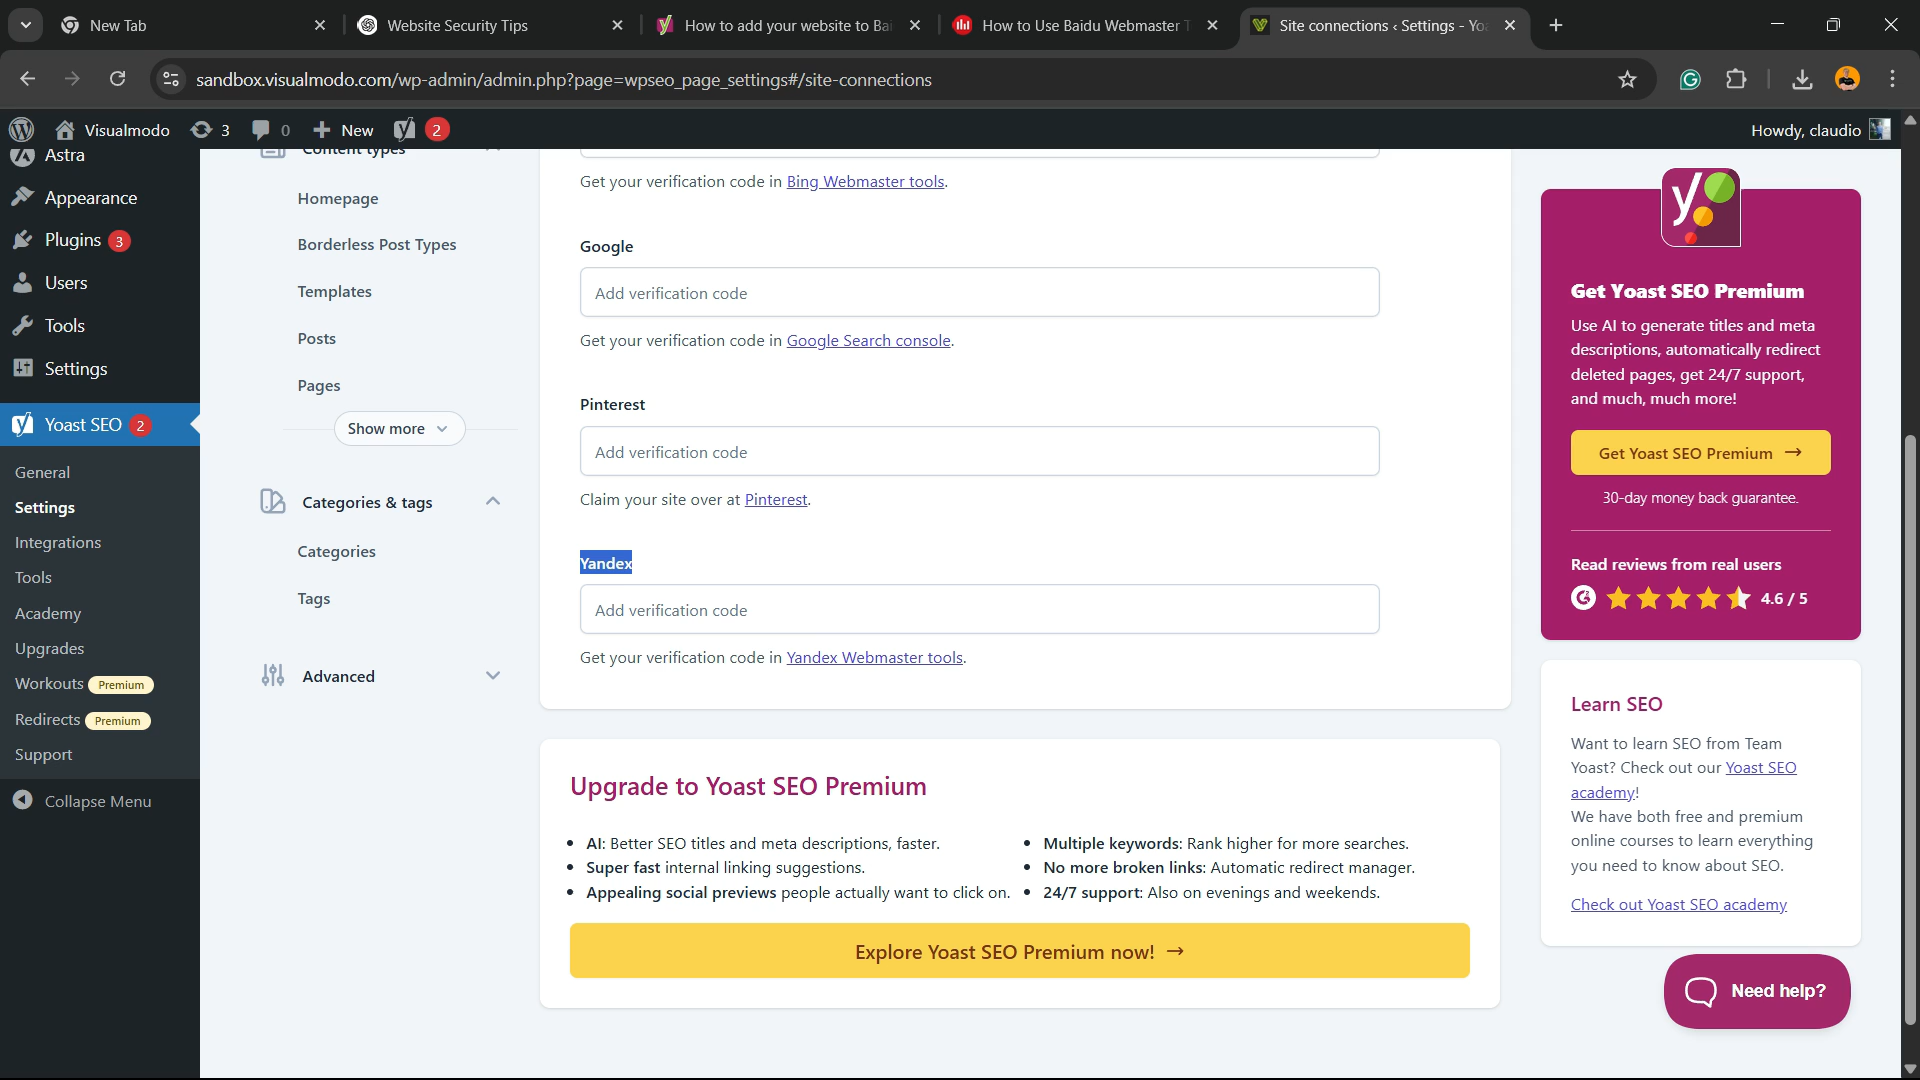 New Tab
Website Security Tips
How to add your website to Ba
How to Use Baidu Webmaster T
Site connections ‹ Settings - Yo
sandbox.visualmodo.com/wp-admin/admin.php?page=wpseo_page_settings#/site-connections
Visualmodo
3
0
New
2
Howdy, claudio
Astra
Appearance
Plugins 3
Users
Tools
Settings
Yoast SEO 2
General
Settings
Integrations
Tools
Academy
Upgrades
Workouts Premium
Redirects Premium
Support
Collapse Menu
Content types
Homepage
Borderless Post Types
Templates
Posts
Pages
Show more
Categories & tags
Categories
Tags
Advanced
Get your verification code in Bing Webmaster tools.
Google
Add verification code
Get your verification code in Google Search console.
Pinterest
Add verification code
Claim your site over at Pinterest.
Yandex
Add verification code
Get your verification code in Yandex Webmaster tools.
Upgrade to Yoast SEO Premium
• AI: Better SEO titles and meta descriptions, faster.
• Super fast internal linking suggestions.
• Appealing social previews people actually want to click on.
• Multiple keywords: Rank higher for more searches.
• No more broken links: Automatic redirect manager.
• 24/7 support: Also on evenings and weekends.
Explore Yoast SEO Premium now! →
Get Yoast SEO Premium
Use AI to generate titles and meta
descriptions, automatically redirect
deleted pages, get 24/7 support,
and much, much more!
Get Yoast SEO Premium →
30-day money back guarantee.
Read reviews from real users
4.6 / 5
Learn SEO
Want to learn SEO from Team
Yoast? Check out our Yoast SEO
academy!
We have both free and premium
online courses to learn everything
you need to know about SEO.
Check out Yoast SEO academy
Need help?